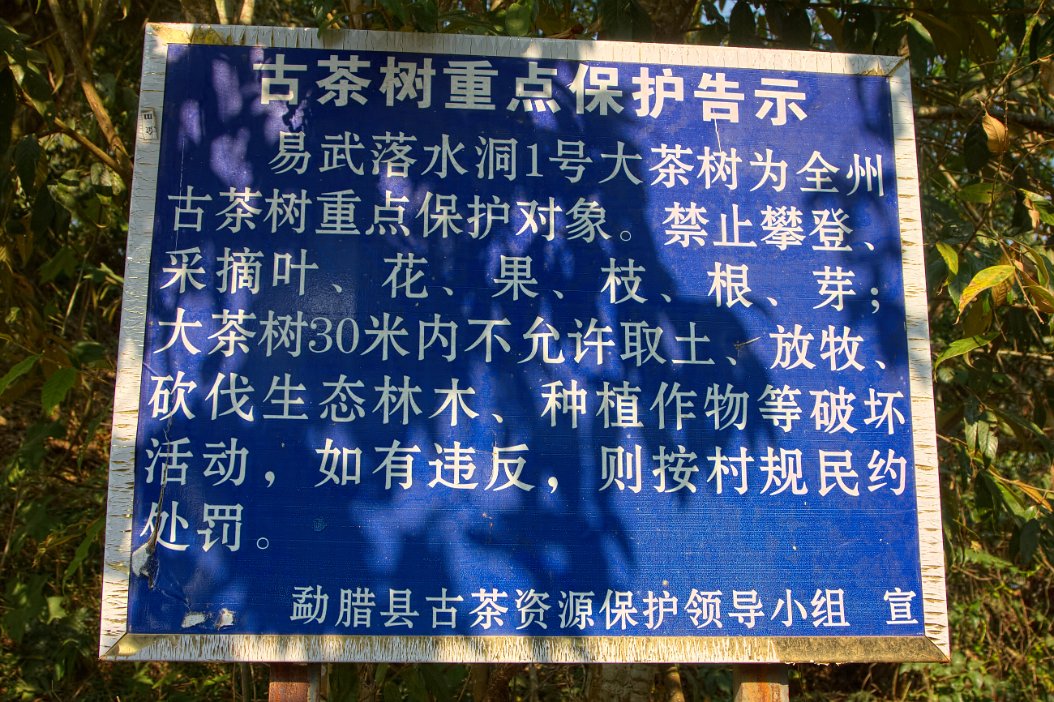 古茶树重点保护告示
易武落水洞1号大茶树为全州
古茶树重点保护对象。禁止攀登、
采摘叶、花、果、枝、根、芽；
大茶树30米内不允许取土、放牧、
砍伐生态林木、种植作物等破坏
活动，如有违反，则按村规民约
处罚。
勐腊县古茶资源保护领导小组 宣